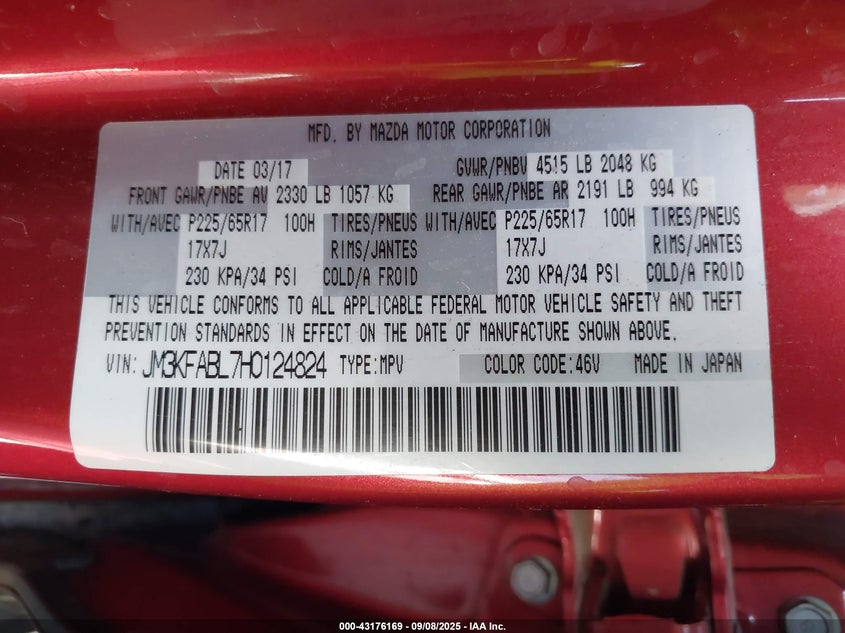 MFD. BY MAZDA MOTOR CORPORATION
DATE 03/17 GVWR/PNBV 4515 LB 2048 KG
FRONT GAWR/PNBE AV 2330 LB 1057 KG REAR GAWR/PNBE AR 2191 LB 994 KG
WITH/AVEC P225/65R17 100H TIRES/PNEUS WITH/AVEC P225/65R17 100H TIRES/PNEUS
17X7J RIMS/JANTES 17X7J RIMS/JANTES
230 KPA/34 PSI COLD/A FROID 230 KPA/34 PSI COLD/A FROID
THIS VEHICLE CONFORMS TO ALL APPLICABLE FEDERAL MOTOR VEHICLE SAFETY AND THEFT
PREVENTION STANDARDS IN EFFECT ON THE DATE OF MANUFACTURE SHOWN ABOVE.
VIN: JM3KFABL7H0124824 TYPE:MPV COLOR CODE:46V MADE IN JAPAN
000-43176169 - 09/08/2025 - IAA Inc.